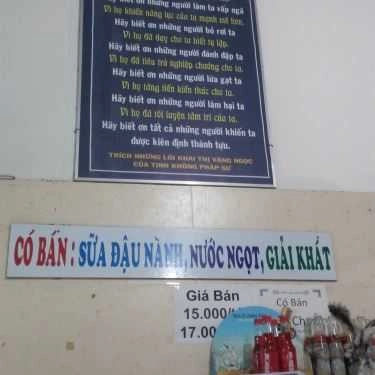 Hãy biết ơn những người làm ta vấp ngã
Vì họ khiến năng lực của ta mạnh mẽ hơn.
Hãy biết ơn những người bỏ rơi ta
Vì họ đã dạy cho ta biết tự lập.
Hãy biết ơn những người đánh đập ta
Vì họ đã tiêu trừ nghiệp chướng cho ta.
Hãy biết ơn những người lừa gạt ta
Vì họ tăng tiến kiến thức cho ta.
Hãy biết ơn những người làm hại ta
Vì họ đã tôi luyện tâm trí của ta.
Hãy biết ơn tất cả những người khiến ta
được kiên định thành tựu.
TRÍCH NHỮNG LỜI KHAI THỊ VÀNG NGỌC
CỦA TỊNH KHÔNG PHÁP SƯ
CÓ BÁN : SỮA ĐẬU NÀNH, NƯỚC NGỌT, GIẢI KHÁT
Giá Bán
15.000/
17.00
Có Bán